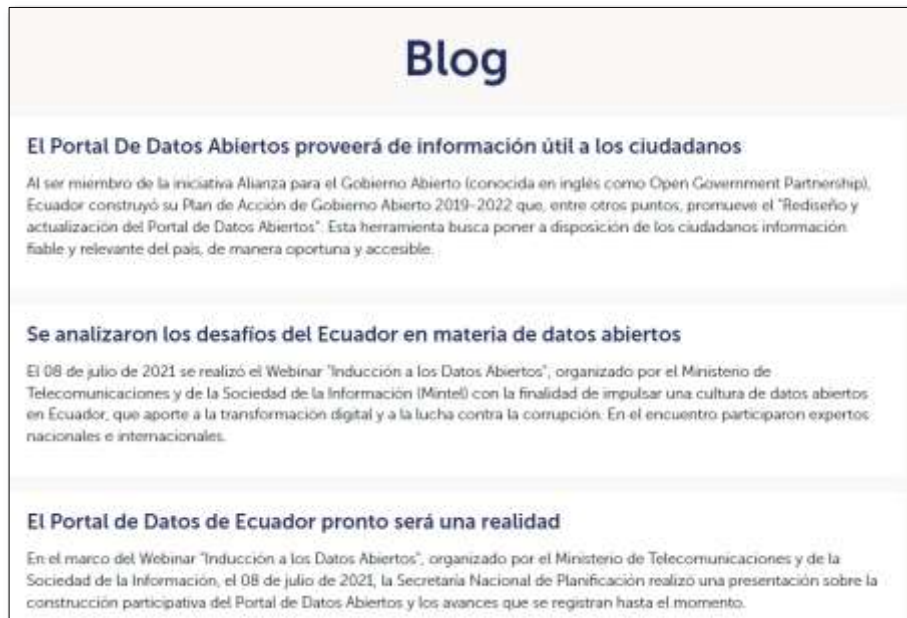 Blog
El Portal De Datos Abiertos proveerá de información útil a los ciudadanos
Al ser miembro de la iniciativa Alianza para el Gobierno Abierto (conocida en inglés como Open Government Partnership),
Ecuador construyó su Plan de Acción de Gobierno Abierto 2019-2022 que, entre otros puntos, promueve el "Rediseño y
actualización del Portal de Datos Abiertos". Esta herramienta busca poner a disposición de los ciudadanos información
fiable y relevante del país, de manera oportuna y accesible.
Se analizaron los desafíos del Ecuador en materia de datos abiertos
El 08 de julio de 2021 se realizó el Webinar "Inducción a los Datos Abiertos", organizado por el Ministerio de
Telecomunicaciones y de la Sociedad de la Información (Mintel) con la finalidad de impulsar una cultura de datos abiertos
en Ecuador, que aporte a la transformación digital y a la lucha contra la corrupción. En el encuentro participaron expertos
nacionales e internacionales.
El Portal de Datos de Ecuador pronto será una realidad
En el marco del Webinar "Inducción a los Datos Abiertos", organizado por el Ministerio de Telecomunicaciones y de la
Sociedad de la Información, el 08 de julio de 2021, la Secretaría Nacional de Planificación realizó una presentación sobre la
construcción participativa del Portal de Datos Abiertos y los avances que se registran hasta el momento.